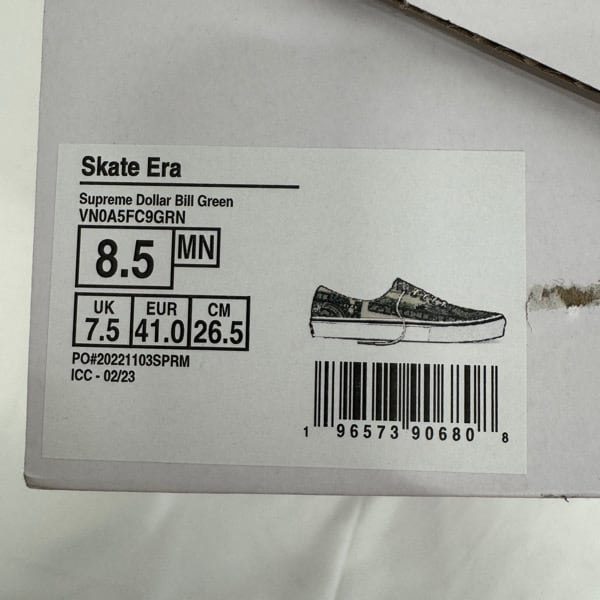 Skate Era
Supreme Dollar Bill Green
VN0A5FC9GRN
8.5 MN
UK EUR CM
7.5 41.0 26.5
PO#20221103SPRM
ICC - 02/23
1 96573 90680 8